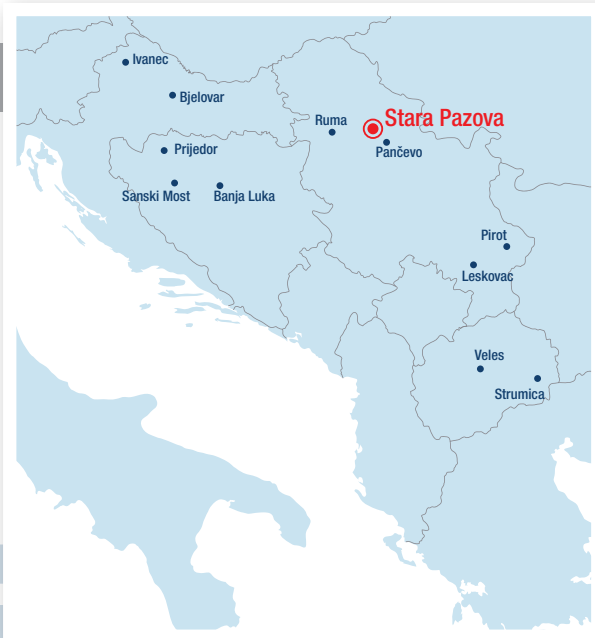 Ivanec
Bjelovar
Stara Pazova
Ruma
Pančevo
Prijedor
Sanski Most
Banja Luka
Pirot
Leskovac
Veles
Strumica